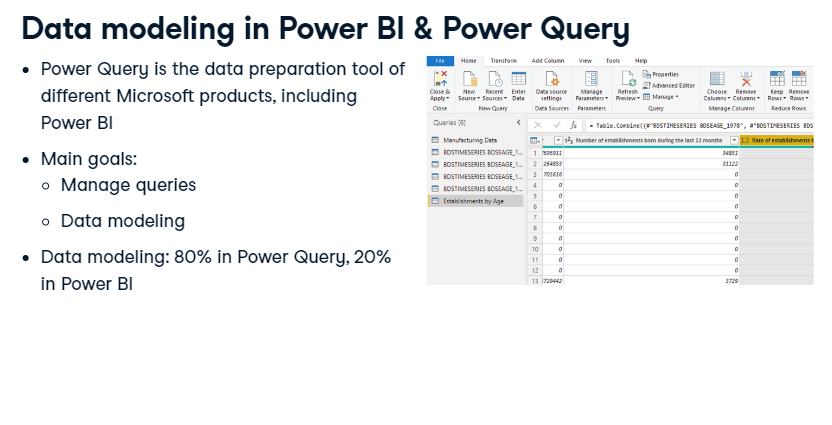 Data modeling in Power BI & Power Query
Power Query is the data preparation tool of
different Microsoft products, including
Power BI
Main goals:
Manage queries
Data modeling
Data modeling: 80% in Power Query, 20%
in Power BI
File Home Transform Add Column View Tools Help
Close & Apply New Source Recent Sources Enter Data Data source settings Manage Parameters Refresh Preview Properties Advanced Editor Manage Choose Columns Remove Columns Keep Rows Remove Rows
Close New Query Data Sources Parameters Query Manage Columns Reduce Rows
Queries [6]
= Table.Combine({#"BDSTIMESERIES BDSEAGE_1978", #"BDSTIMESERIES BDS
Manufacturing Data
BDSTIMESERIES BDSEAGE_1...
BDSTIMESERIES BDSEAGE_1...
BDSTIMESERIES BDSEAGE_1...
BDSTIMESERIES BDSEAGE_1...
Establishments by Age
1²3 Number of establishments born during the last 12 months 1.2 Rate of establishments
1 695911 34851
2 264853 31122
3 701616 0
4 0 0
5 0 0
6 0 0
7 0 0
8 0 0
9 0 0
10 0 0
11 0 0
12 0 0
13 729442 3729